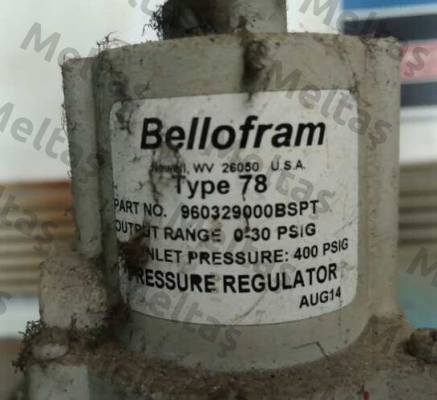 Bellofram
Newell, WV 26050 U.S.A.
Type 78
PART NO. 960329000BSPT
OUTPUT RANGE 0-30 PSIG
INLET PRESSURE: 400 PSIG
PRESSURE REGULATOR
AUG14
Meltaş